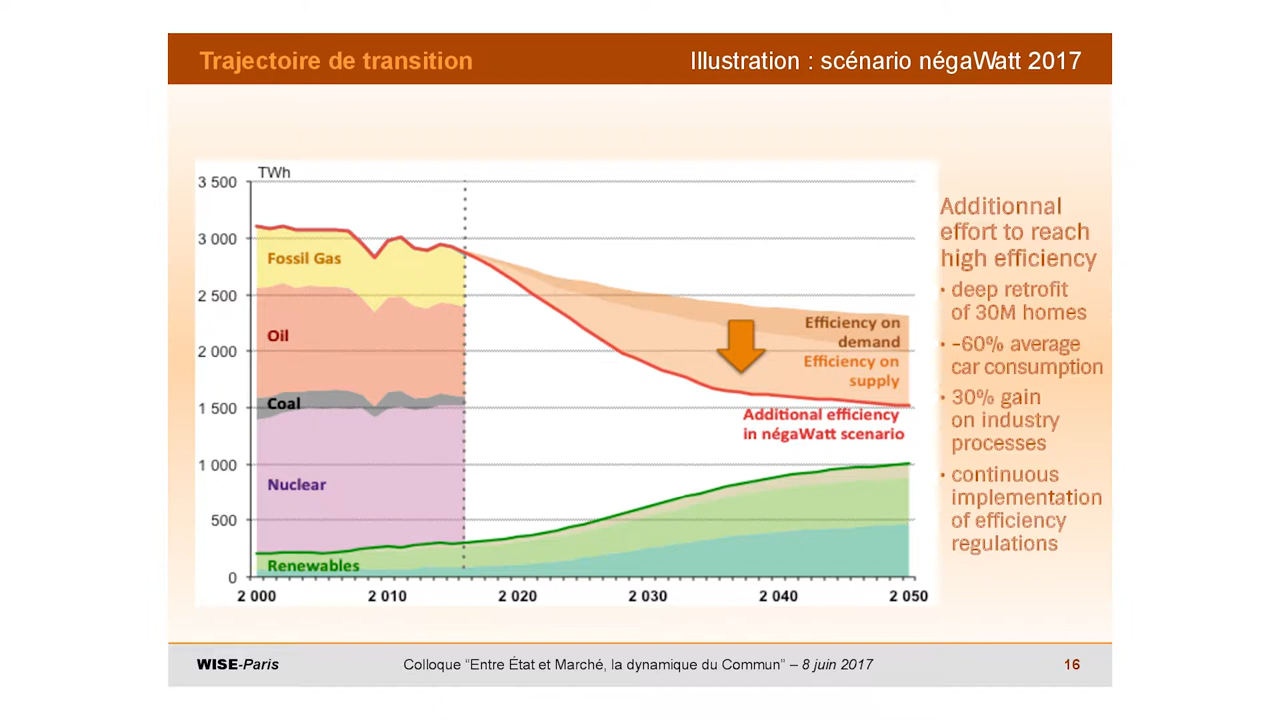 Trajectoire de transition
Illustration : scénario négaWatt 2017
TWh
3 500
3 000
2 500
2 000
1 500
1 000
500
0
Fossil Gas
Oil
Coal
Nuclear
Renewables
Efficiency on
demand
Efficiency on
supply
Additional efficiency
in négaWatt scenario
2 000
2 010
2 020
2 030
2 040
2 050
Additionnal
effort to reach
high efficiency
• deep retrofit
of 30M homes
• -60% average
car consumption
• 30% gain
on industry
processes
• continuous
implementation
of efficiency
regulations
WISE-Paris
Colloque “Entre État et Marché, la dynamique du Commun” – 8 juin 2017
16